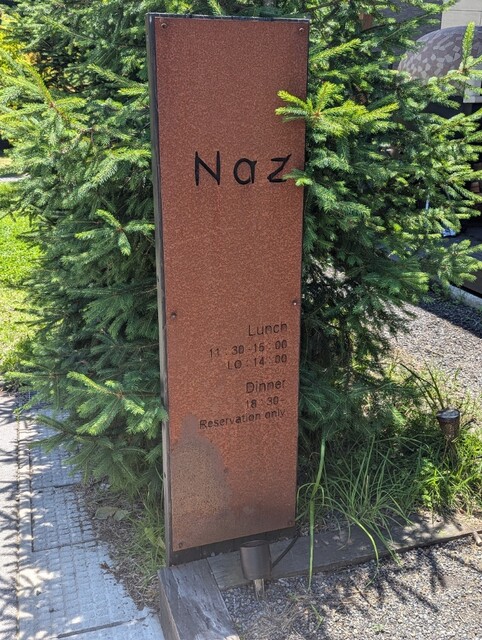 Naz
Lunch
11:30-15:00
LO:14:00
Dinner
18:30-
Reservation only